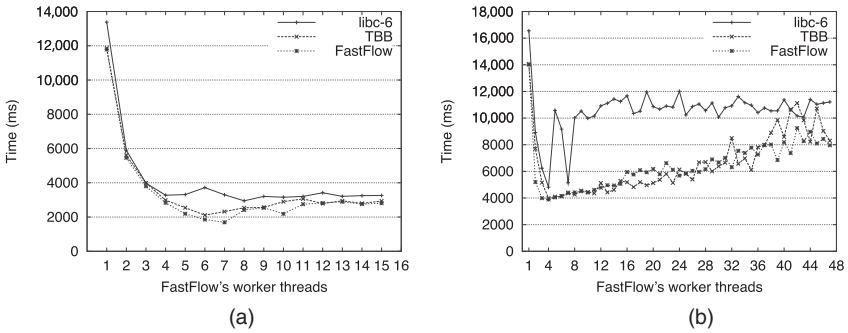 14,000
12,000
10,000
8000
6000
4000
2000
0
Time (ms)
libc-6
TBB
FastFlow
1 2 3 4 5 6 7 8 9 10 11 12 13 14 15 16
FastFlow's worker threads
(a)
18,000
16,000
14,000
12,000
10,000
8000
6000
4000
2000
0
Time (ms)
libc-6
TBB
FastFlow
1 4 8 12 16 20 24 28 32 36 40 44 48
FastFlow's worker threads
(b)